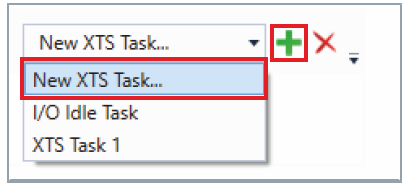 New XTS Task...
New XTS Task...
I/O Idle Task
XTS Task 1